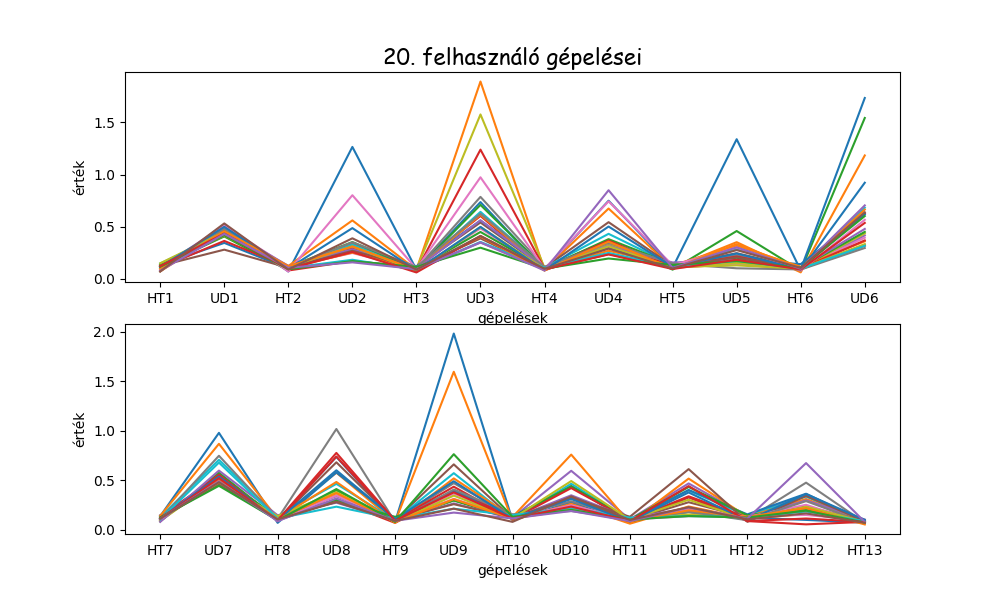 20. felhasználó gépelései
érték
1.5
1.0
0.5
0.0
HT1 UD1 HT2 UD2 HT3 UD3 HT4 UD4 HT5 UD5 HT6 UD6
gépelések
érték
2.0
1.5
1.0
0.5
0.0
HT7 UD7 HT8 UD8 HT9 UD9 HT10 UD10 HT11 UD11 HT12 UD12 HT13
gépelések